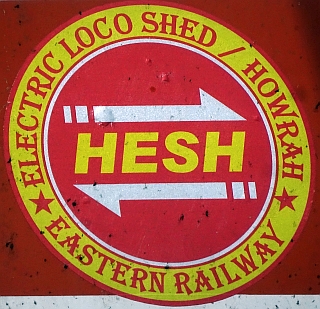 ELECTRIC LOCO SHED / HOWRAH
HESH
EASTERN RAILWAY